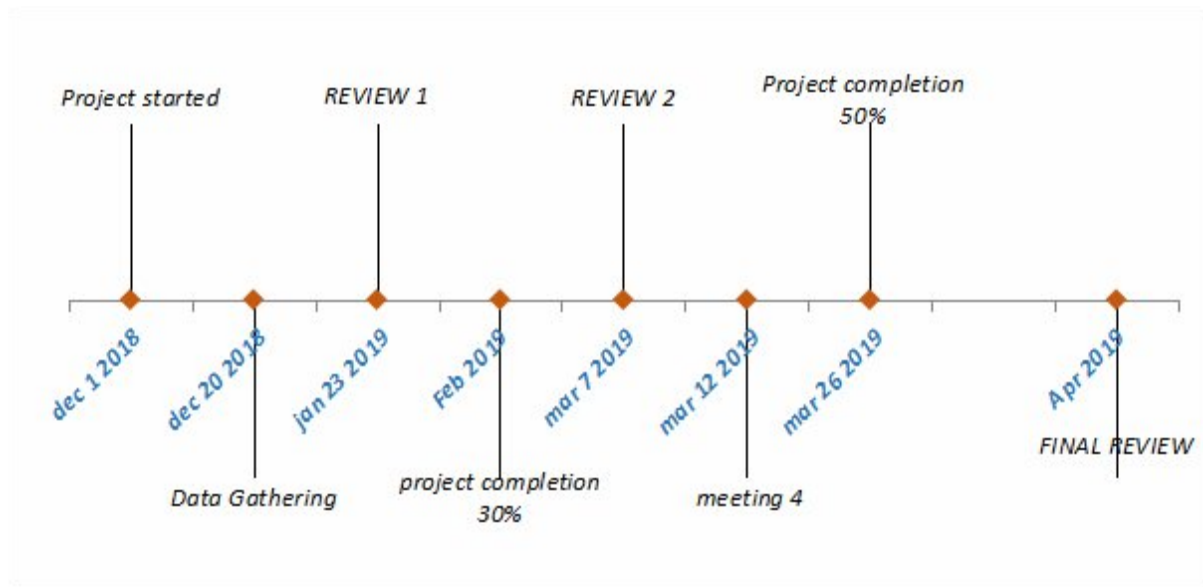 Project started
REVIEW 1
REVIEW 2
Project completion
50%
dec 1 2018
dec 20 2018
jan 23 2019
Feb 2019
mar 7 2019
mar 12 2019
mar 26 2019
Apr 2019
Data Gathering
project completion
30%
meeting 4
FINAL REVIEW